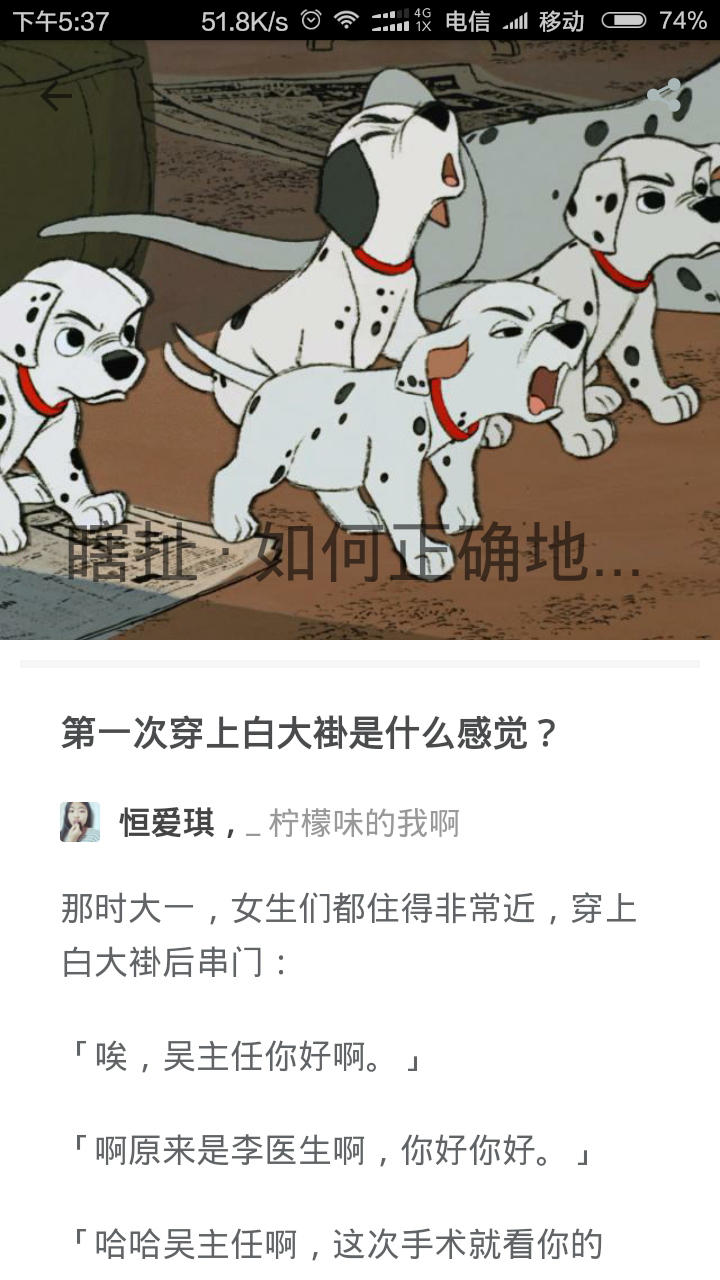 下午5:37 51.8K/s 4G 1X 电信 移动 74%
瞎扯 · 如何正确地...
第一次穿上白大褂是什么感觉？
恒爱琪，_ 柠檬味的我啊
那时大一，女生们都住得非常近，穿上
白大褂后串门：
「唉，吴主任你好啊。」
「啊原来是李医生啊，你好你好。」
「哈哈吴主任啊，这次手术就看你的